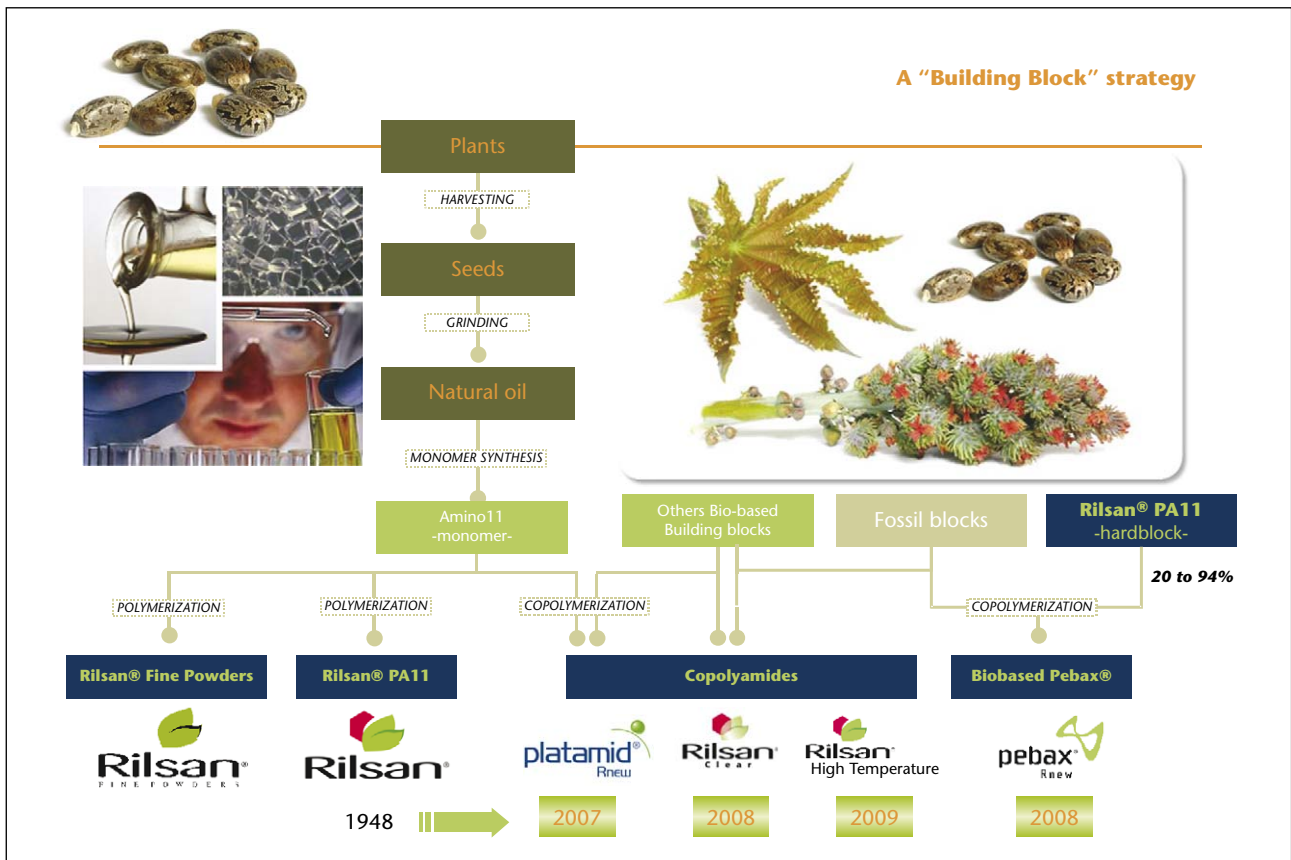 A “Building Block” strategy
Plants
HARVESTING
Seeds
GRINDING
Natural oil
MONOMER SYNTHESIS
Amino11
-monomer-
Others Bio-based
Building blocks
Fossil blocks
Rilsan® PA11
-hardblock-
20 to 94%
POLYMERIZATION
POLYMERIZATION
COPOLYMERIZATION
COPOLYMERIZATION
Rilsan® Fine Powders
Rilsan® PA11
Copolyamides
Biobased Pebax®
Rilsan®
FINE POWDERS
Rilsan®
platamid®
Rnew
Rilsan®
Clear
Rilsan®
High Temperature
pebax®
Rnew
1948
2007
2008
2009
2008